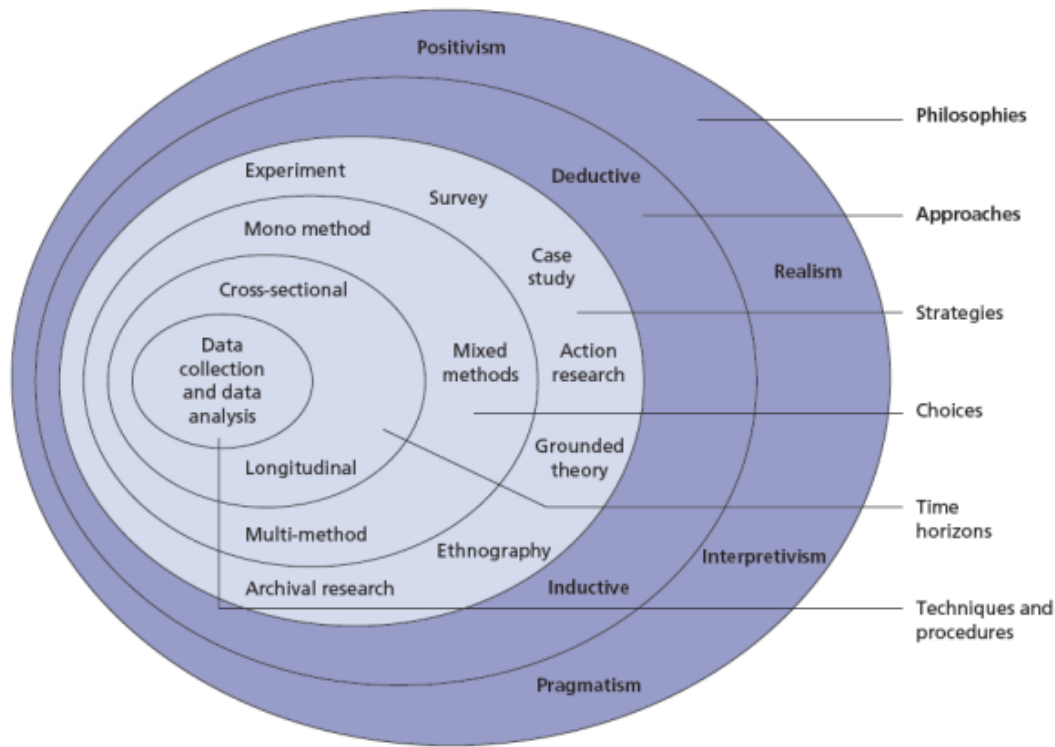 Positivism
Philosophies
Experiment
Deductive
Survey
Approaches
Mono method
Case
study
Realism
Cross-sectional
Strategies
Data
collection
and data
analysis
Mixed
methods
Action
research
Choices
Grounded
theory
Longitudinal
Time
horizons
Multi-method
Ethnography
Interpretivism
Archival research
Inductive
Techniques and
procedures
Pragmatism